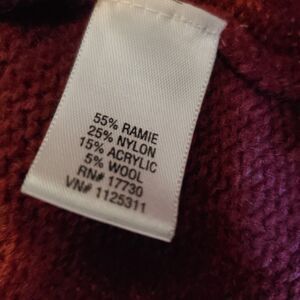 55% RAMIE
25% NYLON
15% ACRYLIC
5% WOOL
RN# 17730
VN# 1125311